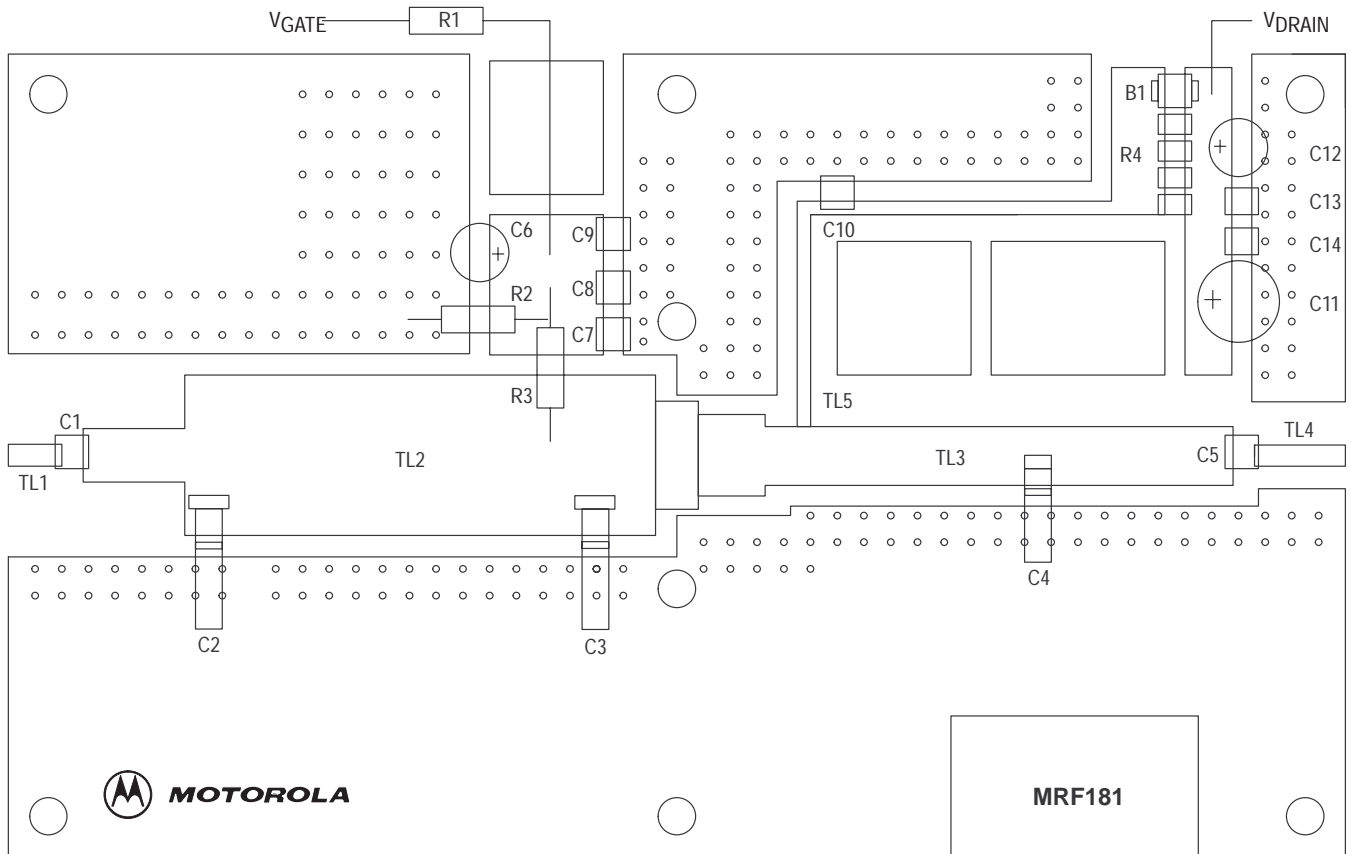 VGATE
R1
VDRAIN
B1
R4
C12
C13
C6
C9
C10
C14
C8
R2
C11
C7
R3
TL5
C1
TL4
TL2
TL3
C5
TL1
C4
C2
C3
MOTOROLA
MRF181